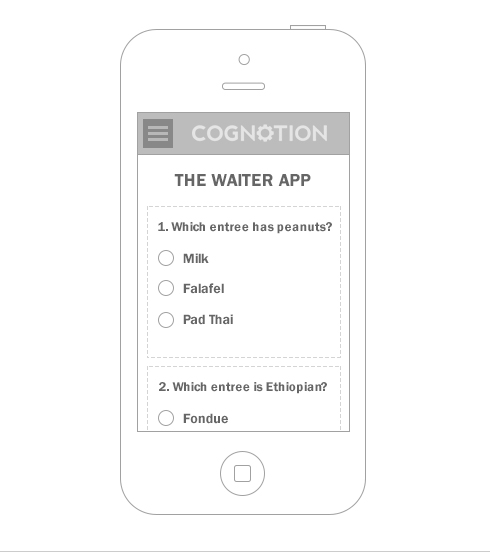 COGNOTION
THE WAITER APP
1. Which entree has peanuts?
Milk
Falafel
Pad Thai
2. Which entree is Ethiopian?
Fondue